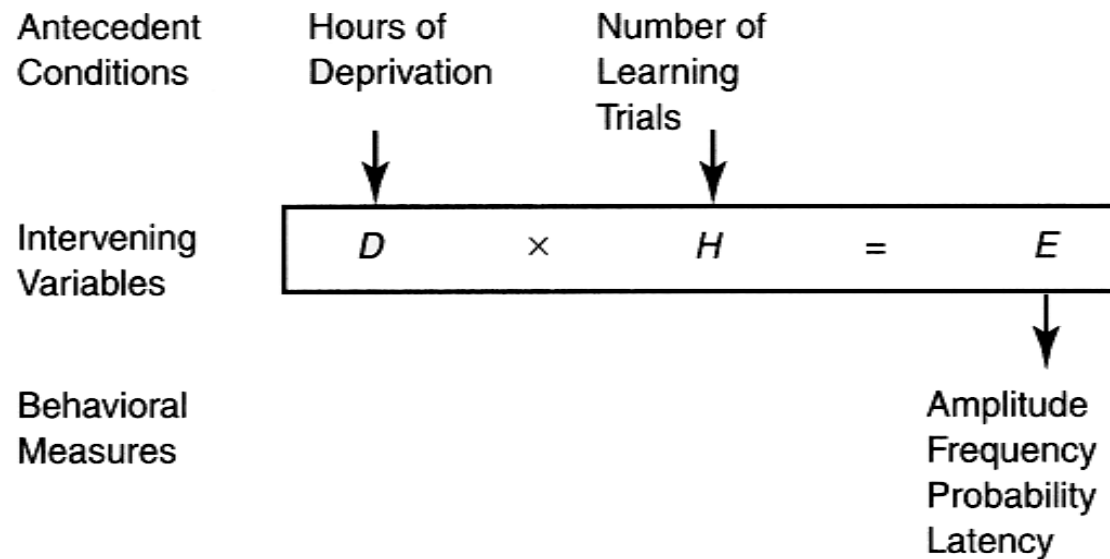 Antecedent
Conditions
Hours of
Deprivation
Number of
Learning
Trials
Intervening
Variables
D × H = E
Behavioral
Measures
Amplitude
Frequency
Probability
Latency